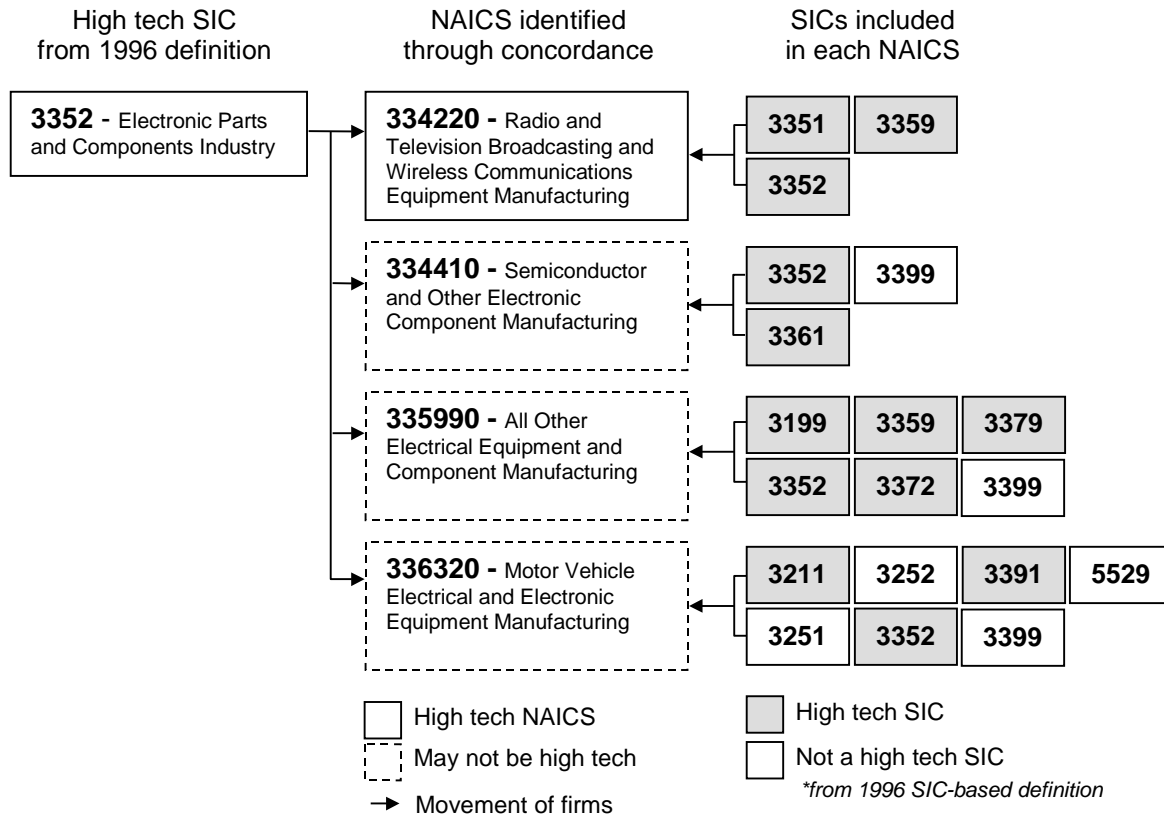 High tech SIC
from 1996 definition
NAICS identified
through concordance
SICs included
in each NAICS
3352 - Electronic Parts
and Components Industry
334220 - Radio and
Television Broadcasting and
Wireless Communications
Equipment Manufacturing
3351 3359
3352
334410 - Semiconductor
and Other Electronic
Component Manufacturing
3352 3399
3361
335990 - All Other
Electrical Equipment and
Component Manufacturing
3199 3359 3379
3352 3372 3399
336320 - Motor Vehicle
Electrical and Electronic
Equipment Manufacturing
3211 3252 3391 5529
3251 3352 3399
High tech NAICS
May not be high tech
Movement of firms
High tech SIC
Not a high tech SIC
*from 1996 SIC-based definition